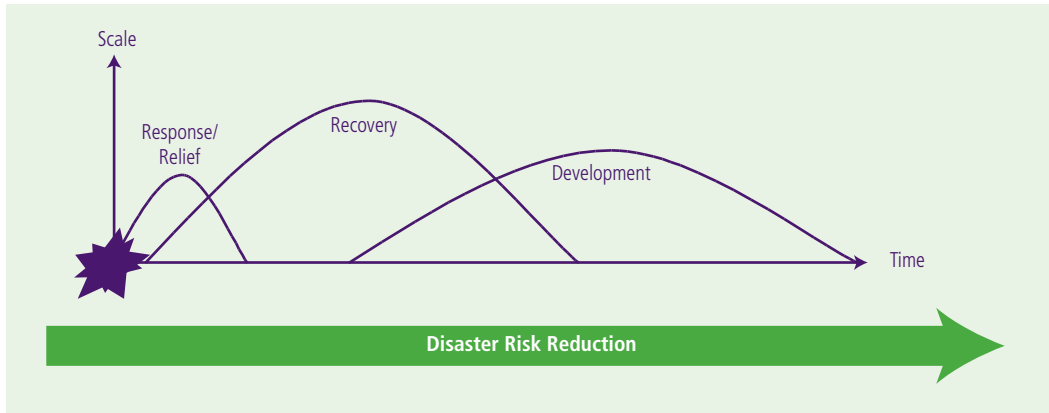 Scale
Response/
Relief
Recovery
Development
Time
Disaster Risk Reduction